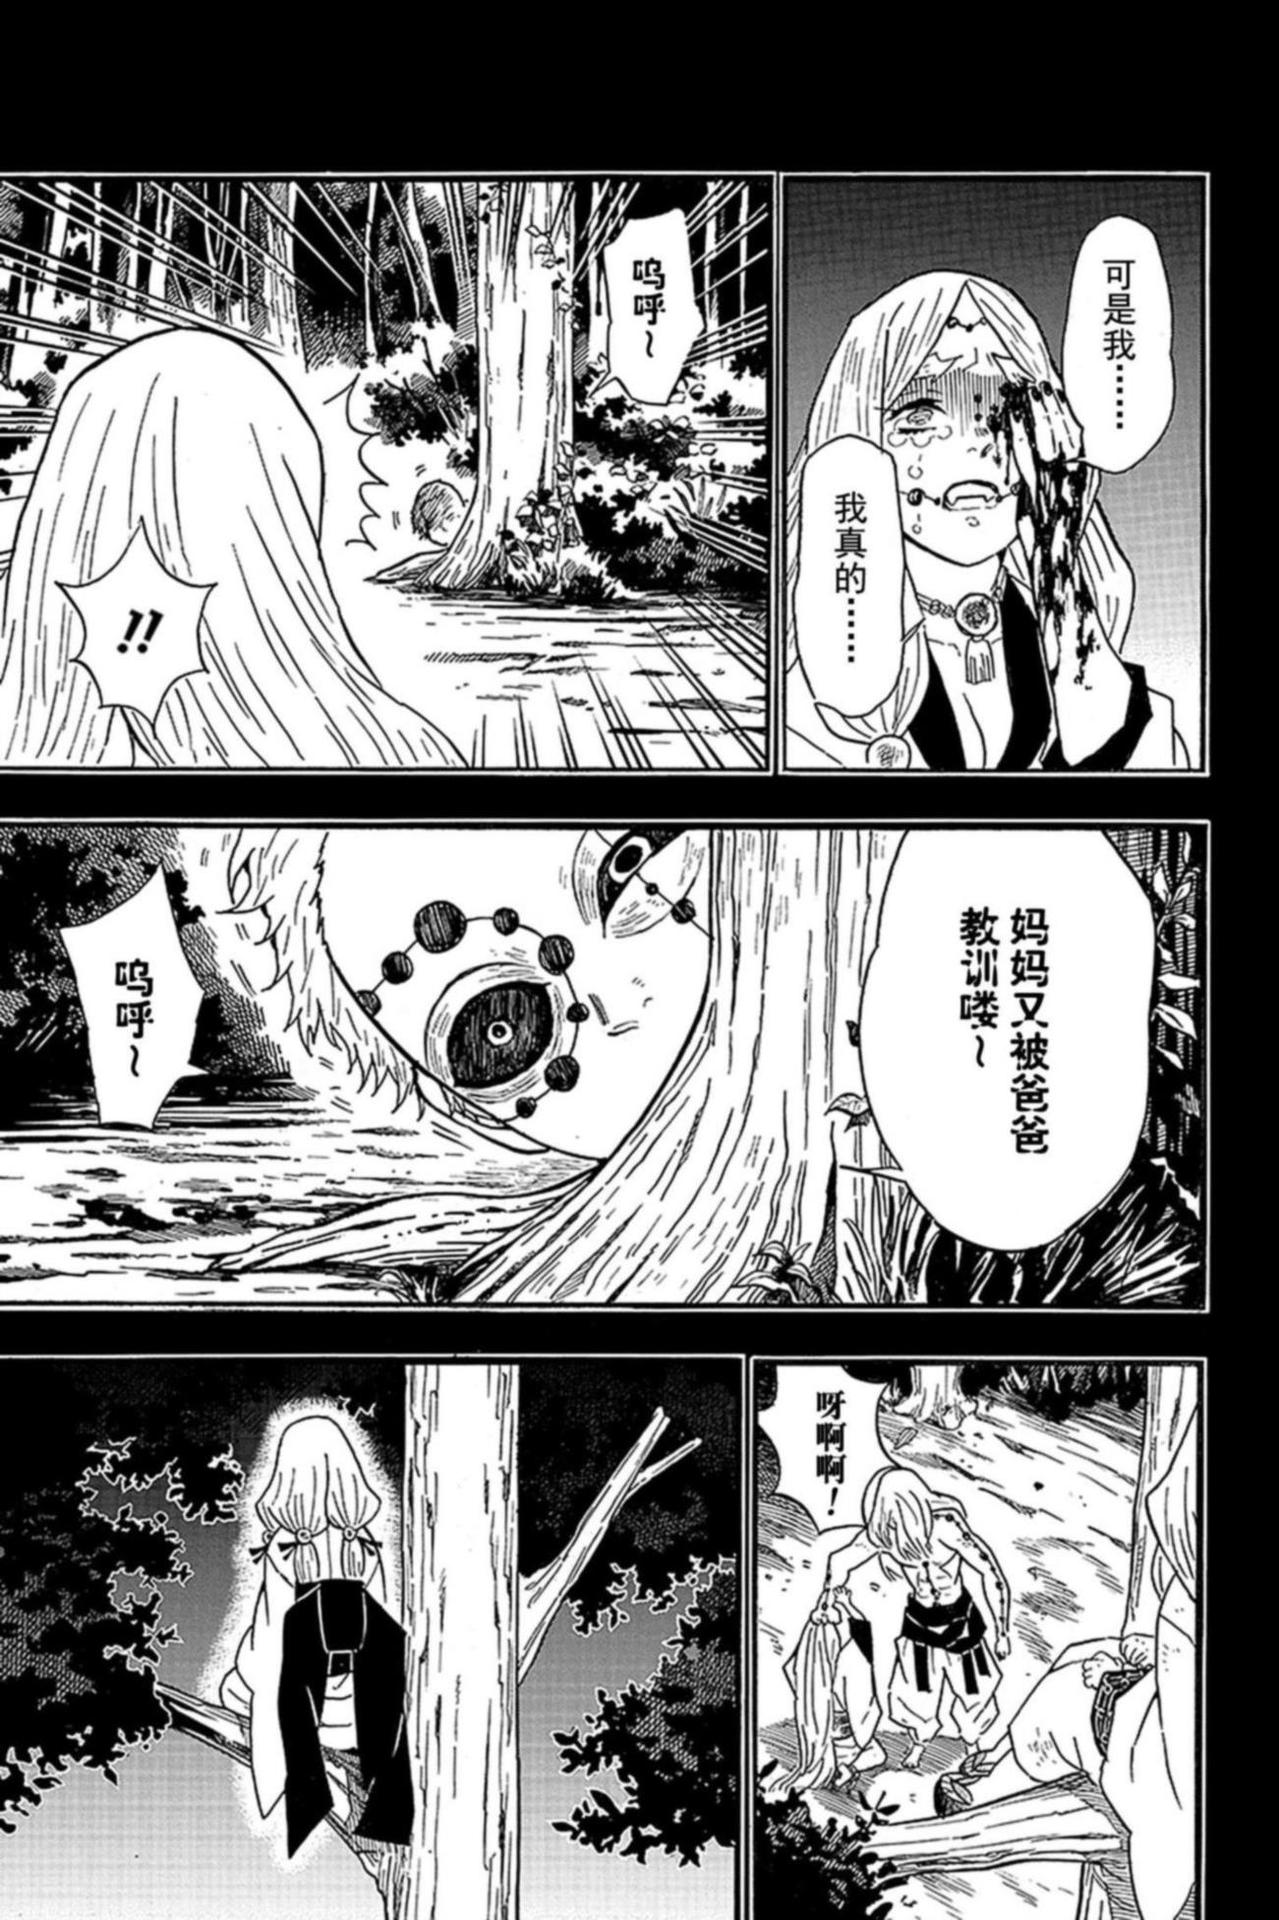 可是我……
我真的……
呜呼～
!!
妈妈又被爸爸
教训喽～
呜呼～
呀啊啊！